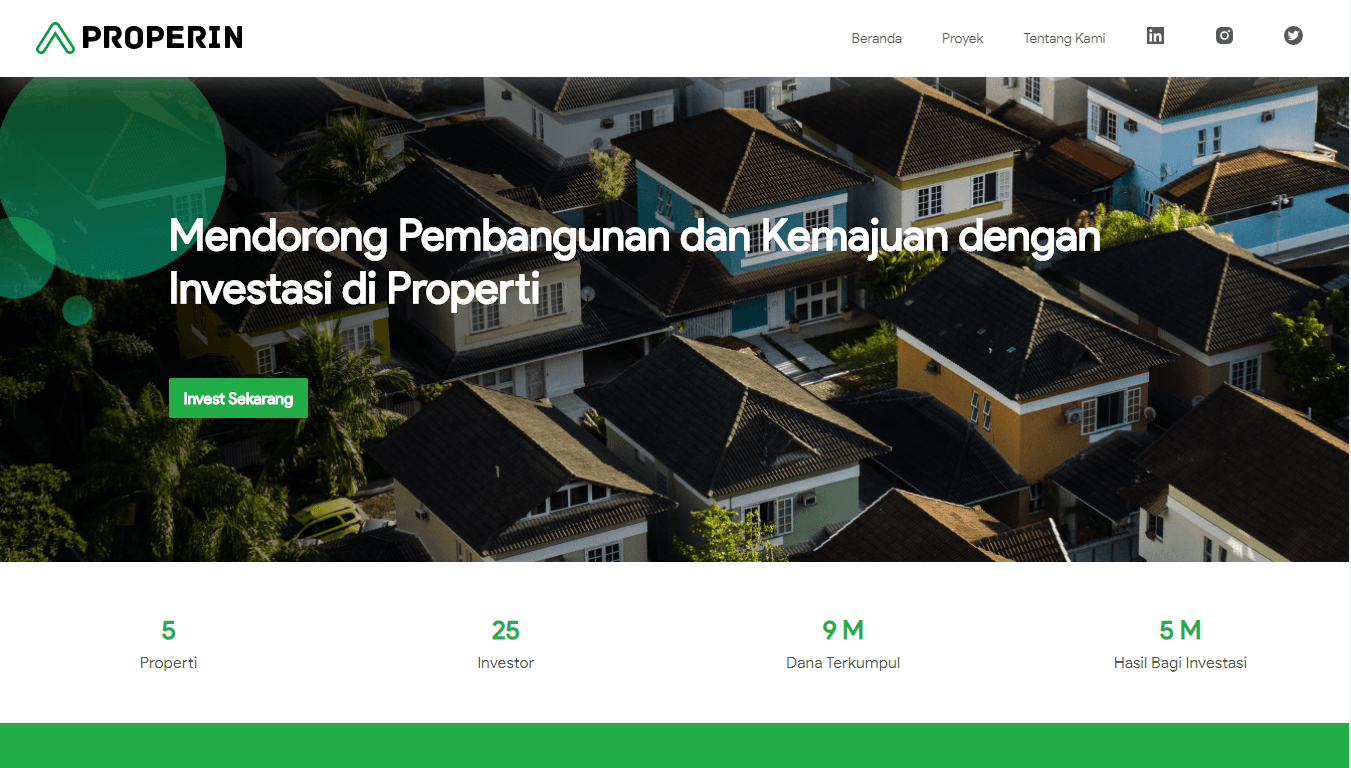 PROPERIN
Beranda Proyek Tentang Kami
Mendorong Pembangunan dan Kemajuan dengan
Investasi di Properti
Invest Sekarang
5 25 9 M 5 M
Properti Investor Dana Terkumpul Hasil Bagi Investasi